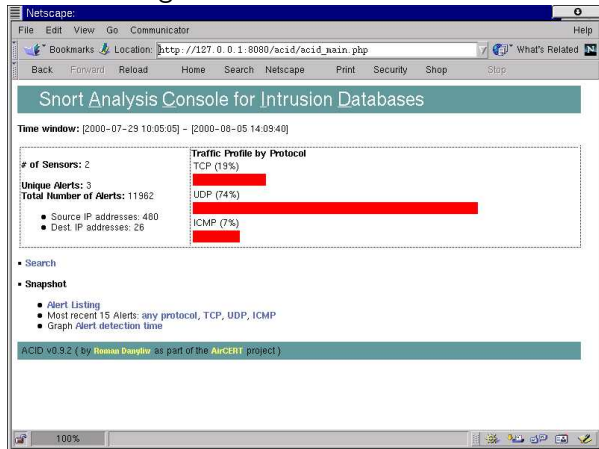 Netscape:
File Edit View Go Communicator Help
Bookmarks Location: http://127.0.0.1:8080/acid/acid_main.php What's Related
Back Forward Reload Home Search Netscape Print Security Shop Stop
Snort Analysis Console for Intrusion Databases
Time window: [2000-07-29 10:05:05] - [2000-08-05 14:09:40]
# of Sensors: 2
Unique Alerts: 3
Total Number of Alerts: 11962
Source IP addresses: 480
Dest. IP addresses: 26
Traffic Profile by Protocol
TCP (19%)
UDP (74%)
ICMP (7%)
Search
Snapshot
Alert Listing
Most recent 15 Alerts: any protocol, TCP, UDP, ICMP
Graph Alert detection time
ACID v0.9.2 ( by Roman Danyliw as part of the AirCERT project )
100%